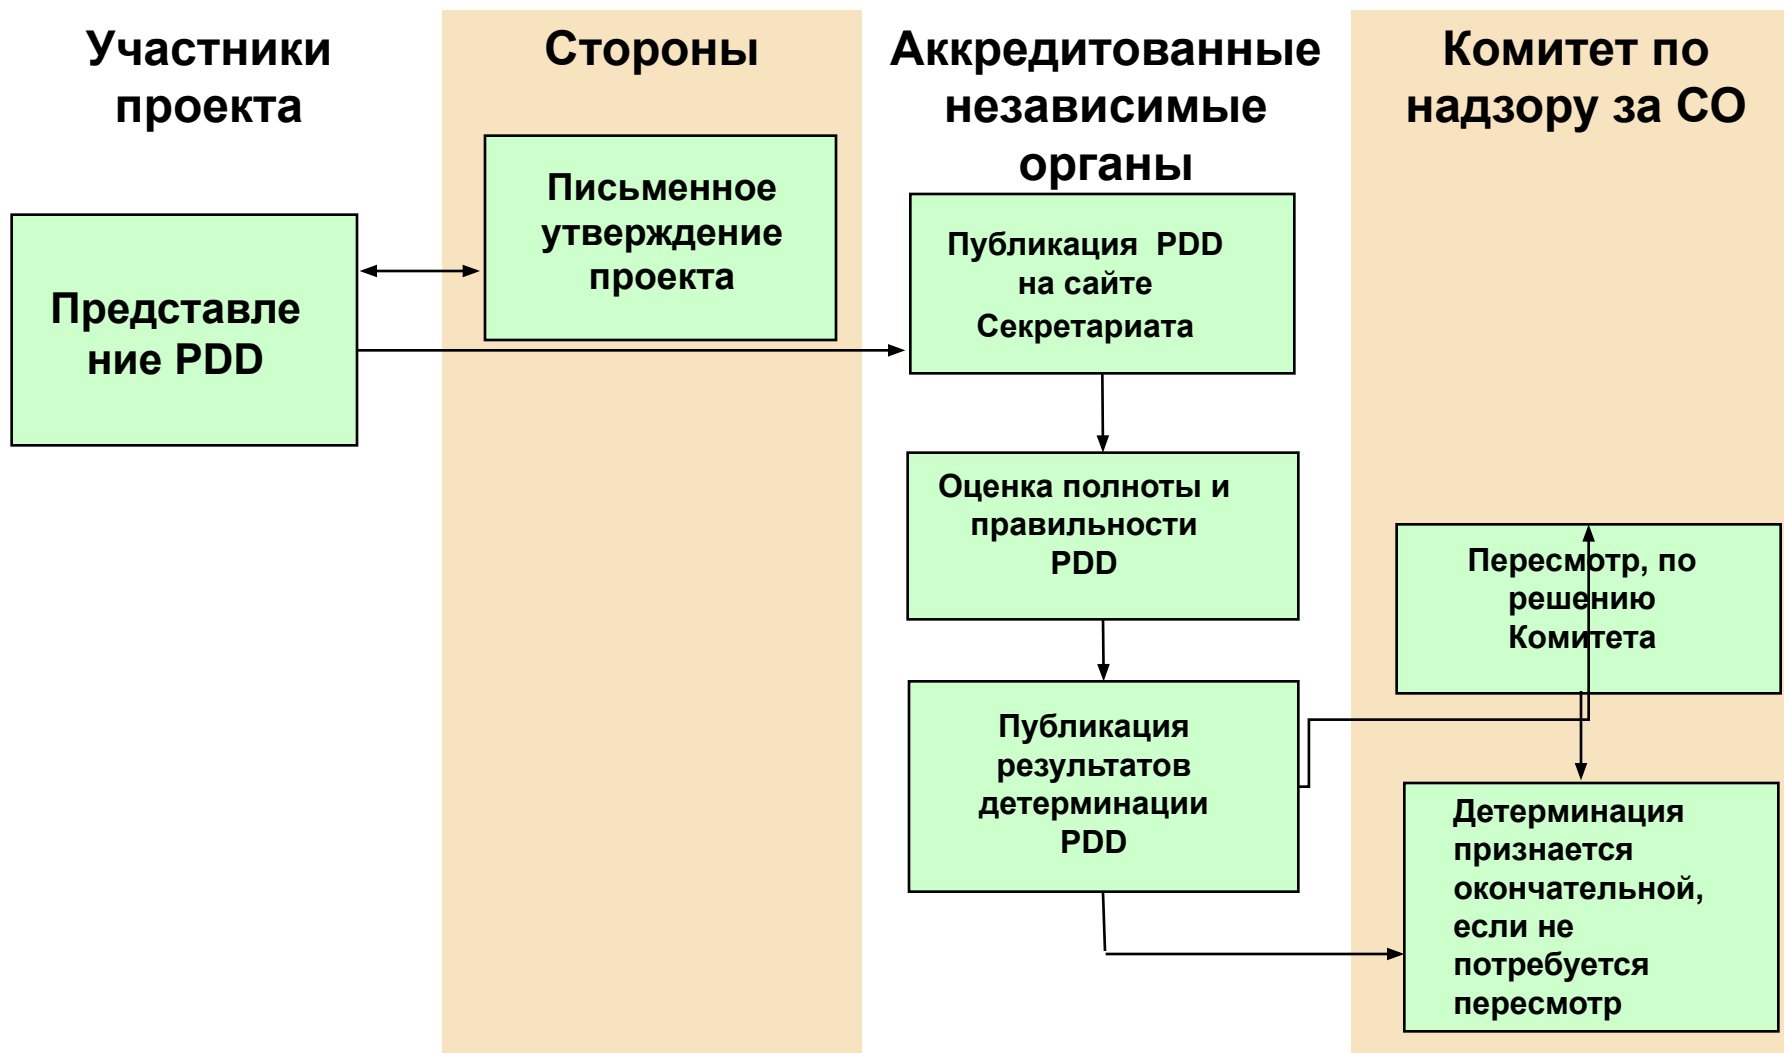 Участники
проекта
Стороны
Аккредитованные
независимые
органы
Комитет по
надзору за СО
Представле
ние PDD
Письменное
утверждение
проекта
Публикация PDD
на сайте
Секретариата
Оценка полноты и
правильности
PDD
Публикация
результатов
детерминации
PDD
Пересмотр, по
решению
Комитета
Детерминация
признается
окончательной,
если не
потребуется
пересмотр